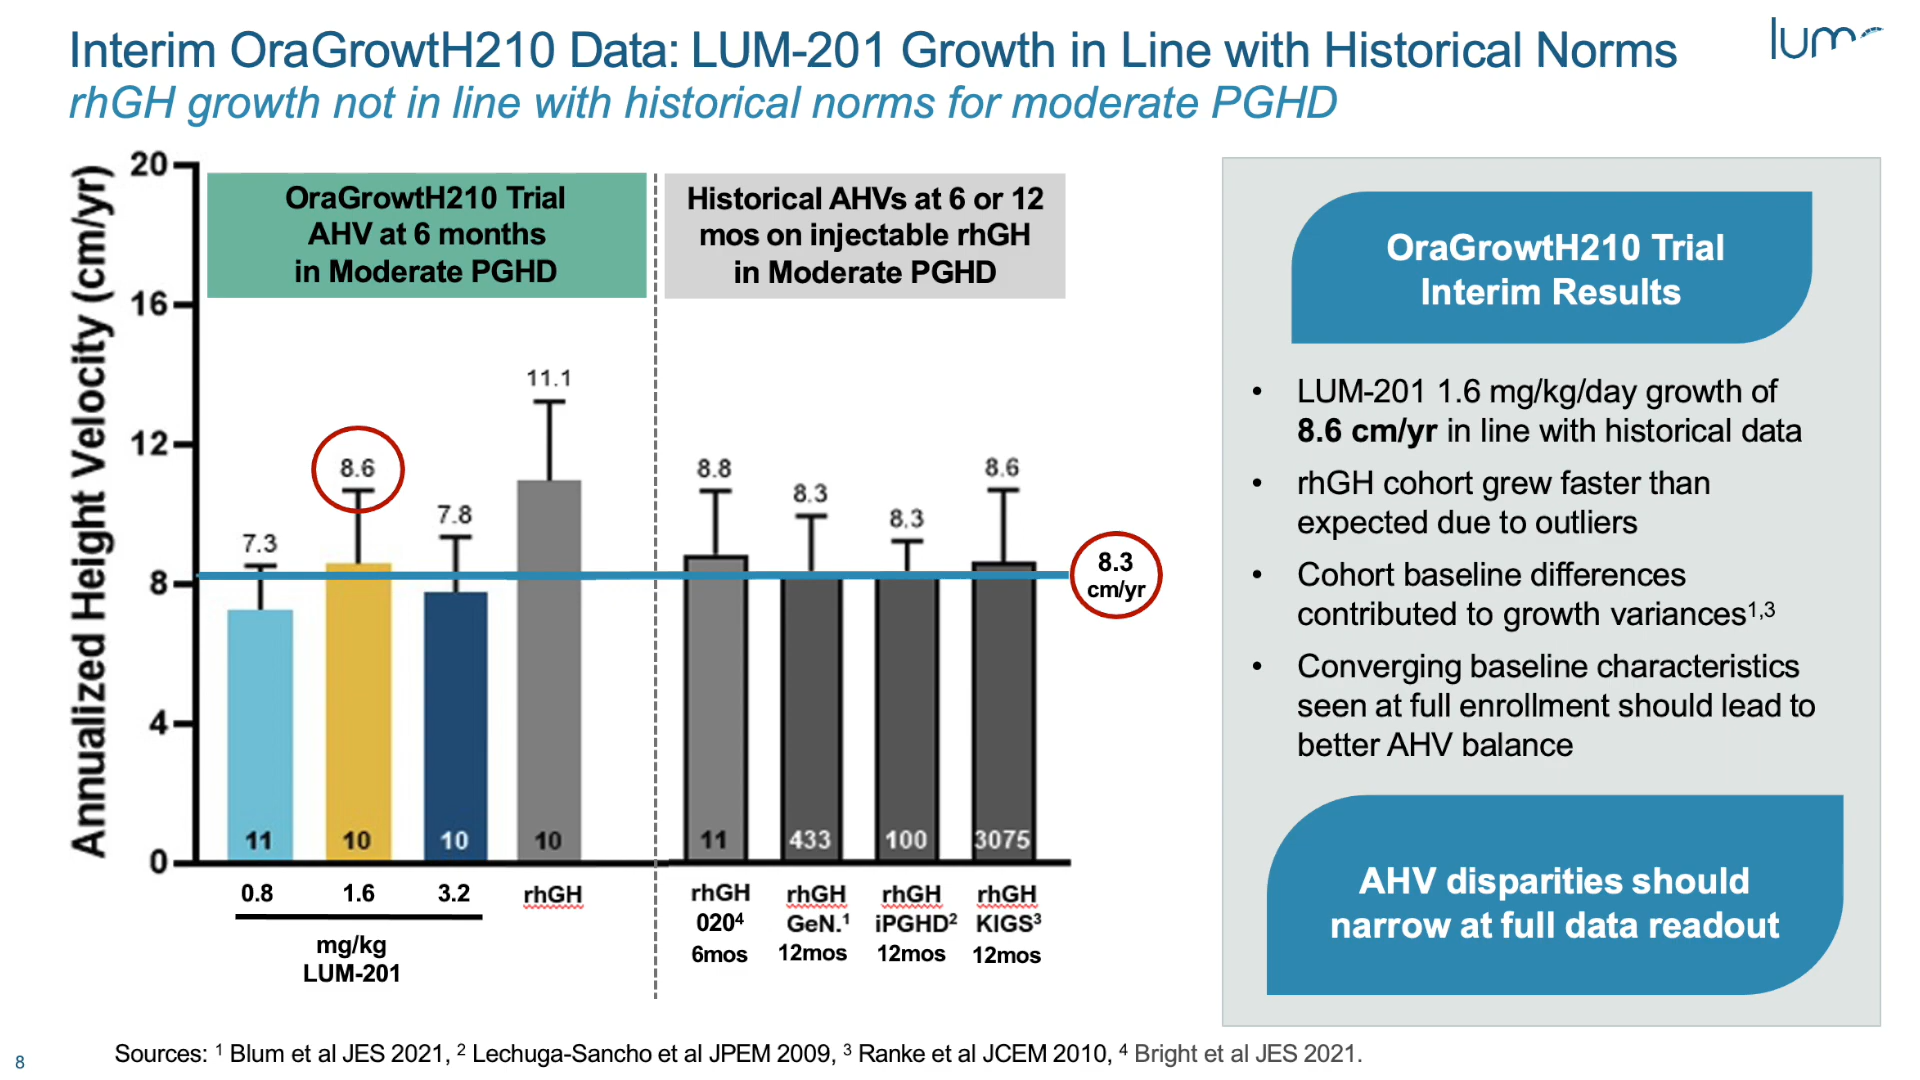 Interim OraGrowtH210 Data: LUM-201 Growth in Line with Historical Norms
rhGH growth not in line with historical norms for moderate PGHD
lum
Annualized Height Velocity (cm/yr)
20
16
12
8
4
0
OraGrowtH210 Trial
AHV at 6 months
in Moderate PGHD
Historical AHVs at 6 or 12
mos on injectable rhGH
in Moderate PGHD
7.3
8.6
7.8
11.1
8.8
8.3
8.3
8.6
8.3
cm/yr
11
10
10
10
11
433
100
3075
0.8
1.6
3.2
rhGH
mg/kg
LUM-201
rhGH
020⁴
6mos
rhGH
GeN.¹
12mos
rhGH
iPGHD²
12mos
rhGH
KIGS³
12mos
OraGrowtH210 Trial
Interim Results
• LUM-201 1.6 mg/kg/day growth of
8.6 cm/yr in line with historical data
• rhGH cohort grew faster than
expected due to outliers
• Cohort baseline differences
contributed to growth variances¹,³
• Converging baseline characteristics
seen at full enrollment should lead to
better AHV balance
AHV disparities should
narrow at full data readout
Sources: ¹ Blum et al JES 2021, ² Lechuga-Sancho et al JPEM 2009, ³ Ranke et al JCEM 2010, ⁴ Bright et al JES 2021.
8